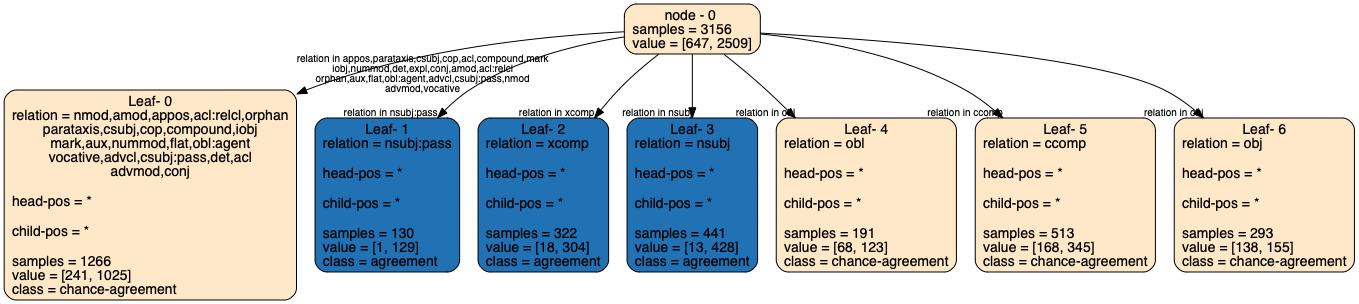 node - 0
samples = 3156
value = [647, 2509]
relation in appos,parataxis,csubj,cop,acl,compound,mark
iobj,nummod,det,expl,conj,amod,acl:relcl
orphan,aux,flat,obl:agent,advcl,csubj:pass,nmod
advmod,vocative
relation in nsubj:pass
relation in xcomp
relation in nsubj
relation in obl
relation in ccomp
relation in obj
Leaf- 0
relation = nmod,amod,appos,acl:relcl,orphan
parataxis,csubj,cop,compound,iobj
mark,aux,nummod,flat,obl:agent
vocative,advcl,csubj:pass,det,acl
advmod,conj
head-pos = *
child-pos = *
samples = 1266
value = [241, 1025]
class = chance-agreement
Leaf- 1
relation = nsubj:pass
head-pos = *
child-pos = *
samples = 130
value = [1, 129]
class = agreement
Leaf- 2
relation = xcomp
head-pos = *
child-pos = *
samples = 322
value = [18, 304]
class = agreement
Leaf- 3
relation = nsubj
head-pos = *
child-pos = *
samples = 441
value = [13, 428]
class = agreement
Leaf- 4
relation = obl
head-pos = *
child-pos = *
samples = 191
value = [68, 123]
class = chance-agreement
Leaf- 5
relation = ccomp
head-pos = *
child-pos = *
samples = 513
value = [168, 345]
class = chance-agreement
Leaf- 6
relation = obj
head-pos = *
child-pos = *
samples = 293
value = [138, 155]
class = chance-agreement